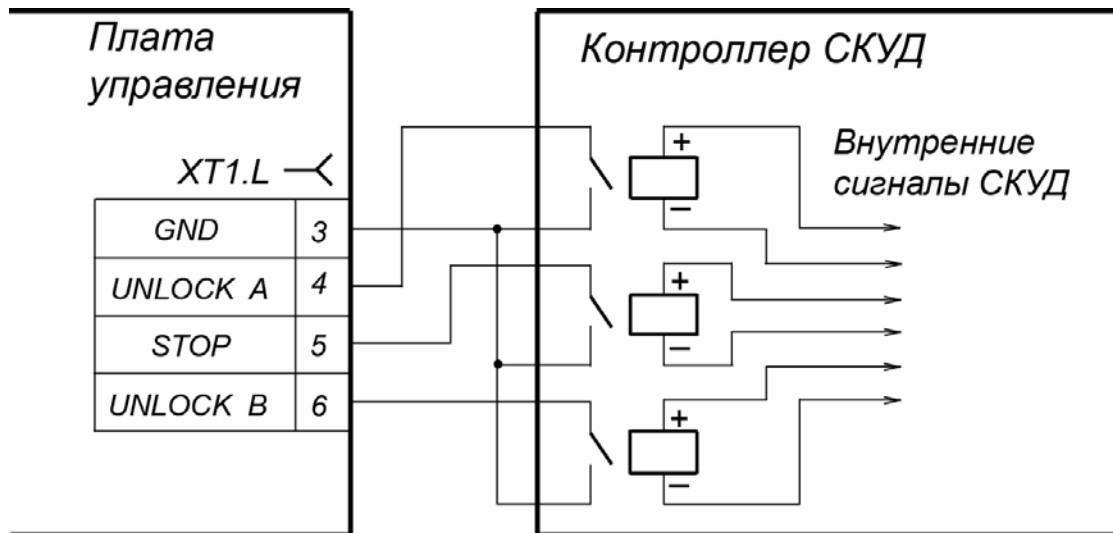 Плата
управления
XT1.L
GND 3
UNLOCK A 4
STOP 5
UNLOCK B 6
Контроллер СКУД
Внутренние
сигналы СКУД
+
−
+
−
+
−